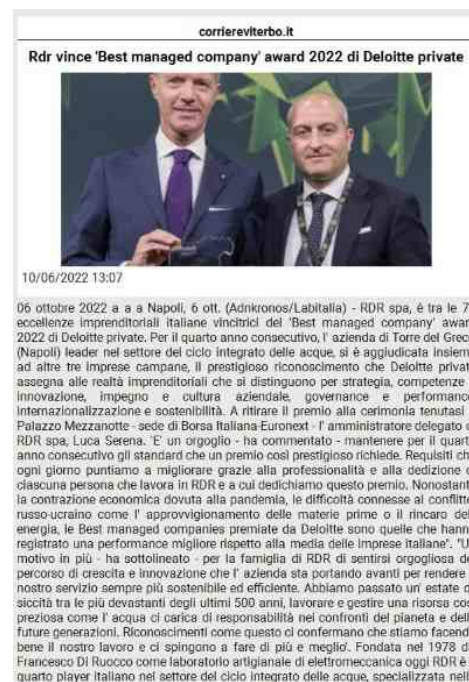 corriereviterbo.it
Rdr vince 'Best managed company' award 2022 di Deloitte private
10/06/2022 13:07
06 ottobre 2022 a a a Napoli, 6 ott. (Adnkronos/Labitalia) - RDR spa, è tra le 7
eccellenze imprenditoriali italiane vincitrici del 'Best managed company' awar
2022 di Deloitte private. Per il quarto anno consecutivo, l' azienda di Torre del Grec
(Napoli) leader nel settore del ciclo integrato delle acque, si è aggiudicata insiem
ad altre tre imprese campane, il prestigioso riconoscimento che Deloitte privat
assegna alle realtà imprenditoriali che si distinguono per strategia, competenze
innovazione, impegno e cultura aziendale, governance e performanc
internazionalizzazione e sostenibilità. A ritirare il premio alla cerimonia tenutasi
Palazzo Mezzanotte - sede di Borsa Italiana-Euronext - l' amministratore delegato d
RDR spa, Luca Serena. 'E' un orgoglio - ha commentato - mantenere per il quart
anno consecutivo gli standard che un premio così prestigioso richiede. Requisiti ch
ogni giorno puntiamo a migliorare grazie alla professionalità e alla dedizione d
ciascuna persona che lavora in RDR e a cui dedichiamo questo premio. Nonostant
la contrazione economica dovuta alla pandemia, le difficoltà connesse al conflitt
russo-ucraino come l' approvvigionamento delle materie prime o il rincaro del
energia, le Best managed companies premiate da Deloitte sono quelle che hann
registrato una performance migliore rispetto alla media delle imprese italiane". "U
motivo in più - ha sottolineato - per la famiglia di RDR di sentirsi orgogliosa de
percorso di crescita e innovazione che l' azienda sta portando avanti per rendere
nostro servizio sempre più sostenibile ed efficiente. Abbiamo passato un' estate d
siccità tra le più devastanti degli ultimi 500 anni, lavorare e gestire una risorsa cos
preziosa come l' acqua ci carica di responsabilità nei confronti del pianeta e dell
future generazioni. Riconoscimenti come questo ci confermano che stiamo facend
bene il nostro lavoro e ci spingono a fare di più e meglio'. Fondata nel 1978 d
Francesco Di Ruocco come laboratorio artigianale di elettromeccanica oggi RDR è
quarto player italiano nel settore del ciclo integrato delle acque, specializzata nell